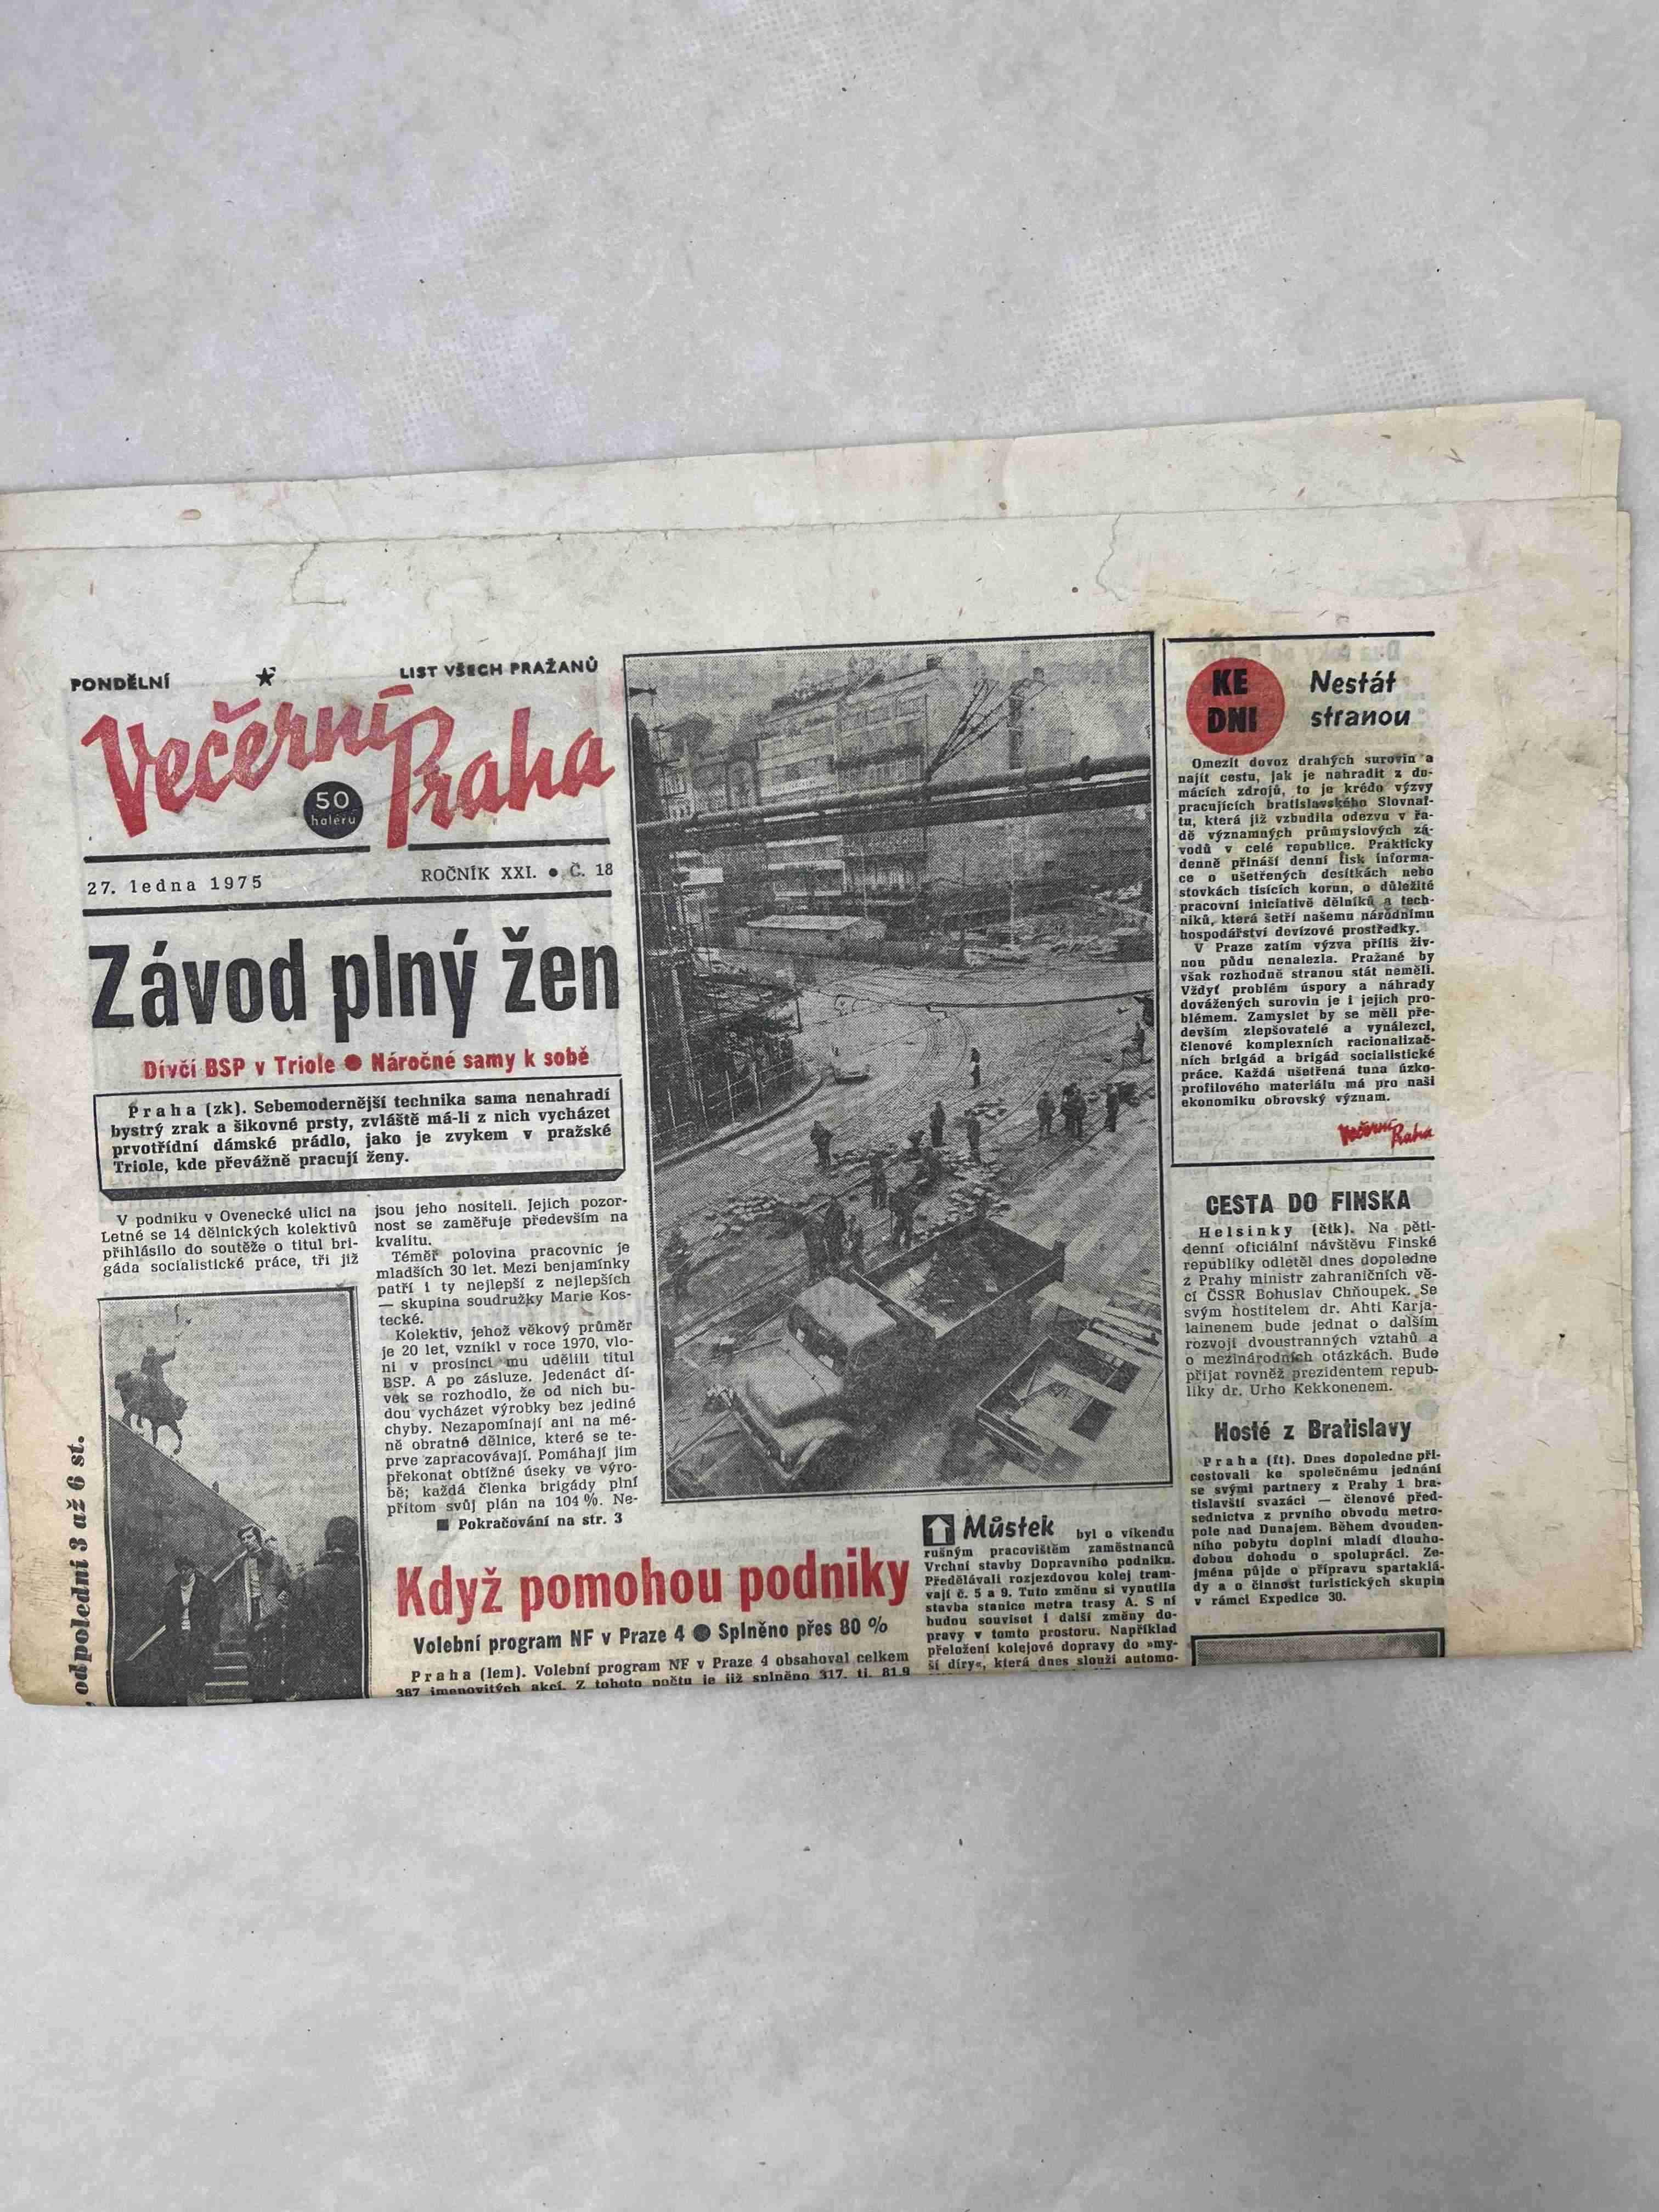 PONDĚLNÍ
LIST VŠECH PRAŽANŮ
Večerní
Praha
50
haléřů
27. ledna 1975
ROČNÍK XXI. ● Č. 18
Závod plný žen
Dívčí BSP v Triole ● Náročné samy k sobě
Praha (zk). Sebemodernější technika sama nenahradí
bystrý zrak a šikovné prsty, zvláště má-li z nich vycházet
prvotřídní dámské prádlo, jako je zvykem v pražské
Triole, kde převážně pracují ženy.
V podniku v Ovenecké ulici na
Letné se 14 dělnických kolektivů
přihlásilo do soutěže o titul bri-
gáda socialistické práce, tři již
jsou jeho nositeli. Jejich pozor-
nost se zaměřuje především na
kvalitu.
Téměř polovina pracovnic je
mladších 30 let. Mezi benjamínky
patří i ty nejlepší z nejlepších
— skupina soudružky Marie Kos-
tecké.
Kolektiv, jehož věkový průměr
je 20 let, vznikl v roce 1970, vlo-
ni v prosinci mu udělili titul
BSP. A po zásluze. Jedenáct dí-
vek se rozhodlo, že od nich bu-
dou vycházet výrobky bez jediné
chyby. Nezapomínají ani na mé-
ně obratné dělnice, které se te-
prve zapracovávají. Pomáhají jim
překonat obtížné úseky ve výro-
bě; každá členka brigády plní
přitom svůj plán na 104 %. Ne-
■ Pokračování na str. 3
, odpolední 3 až 6 st.
Když pomohou podniky
Volební program NF v Praze 4 ● Splněno přes 80 %
Praha (lem). Volební program NF v Praze 4 obsahoval celkem
387 jmenovitých akcí. Z tohoto počtu je již splněno 317, tj. 81,9
Můstek byl o víkendu
rušným pracovištěm zaměstnanců
Vrchní stavby Dopravního podniku.
Předělávali rozjezdovou kolej tram-
vají č. 5 a 9. Tuto změnu si vynutila
stavba stanice metra trasy A. S ní
budou souviset i další změny do-
pravy v tomto prostoru. Například
přeložení kolejové dopravy do »my-
ší díry«, která dnes slouží automo-
KE
DNI
Nestát
stranou
Omezit dovoz drahých surovin a
najít cestu, jak je nahradit z do-
mácích zdrojů, to je krédo výzvy
pracujících bratislavského Slovnaf-
tu, která již vzbudila odezvu v řa-
dě významných průmyslových zá-
vodů v celé republice. Prakticky
denně přináší denní tisk informa-
ce o ušetřených desítkách nebo
stovkách tisících korun, o důležité
pracovní iniciativě dělníků a tech-
niků, která šetří našemu národnímu
hospodářství devizové prostředky.
V Praze zatím výzva příliš živ-
nou půdu nenalezla. Pražané by
však rozhodně stranou stát neměli.
Vždyť problém úspory a náhrady
dovážených surovin je i jejich pro-
blémem. Zamyslet by se měli pře-
devším zlepšovatelé a vynálezci,
členové komplexních racionalizač-
ních brigád a brigád socialistické
práce. Každá ušetřená tuna úzko-
profilového materiálu má pro naši
ekonomiku obrovský význam.
Večerní Praha
CESTA DO FINSKA
Helsinky (čtk). Na pěti-
denní oficiální návštěvu Finské
republiky odletěl dnes dopoledne
z Prahy ministr zahraničních vě-
cí ČSSR Bohuslav Chňoupek. Se
svým hostitelem dr. Ahti Karja-
lainenem bude jednat o dalším
rozvoji dvoustranných vztahů a
o mezinárodních otázkách. Bude
přijat rovněž prezidentem repub-
liky dr. Urho Kekkonenem.
Hosté z Bratislavy
Praha (ft). Dnes dopoledne při-
cestovali ke společnému jednání
se svými partnery z Prahy 1 bra-
tislavští svazáci — členové před-
sednictva z prvního obvodu metro-
pole nad Dunajem. Během dvouden-
ního pobytu doplní mladí dlouho-
dobou dohodu o spolupráci. Ze-
jména půjde o přípravu spartakiá-
dy a o činnost turistických skupin
v rámci Expedice 30.